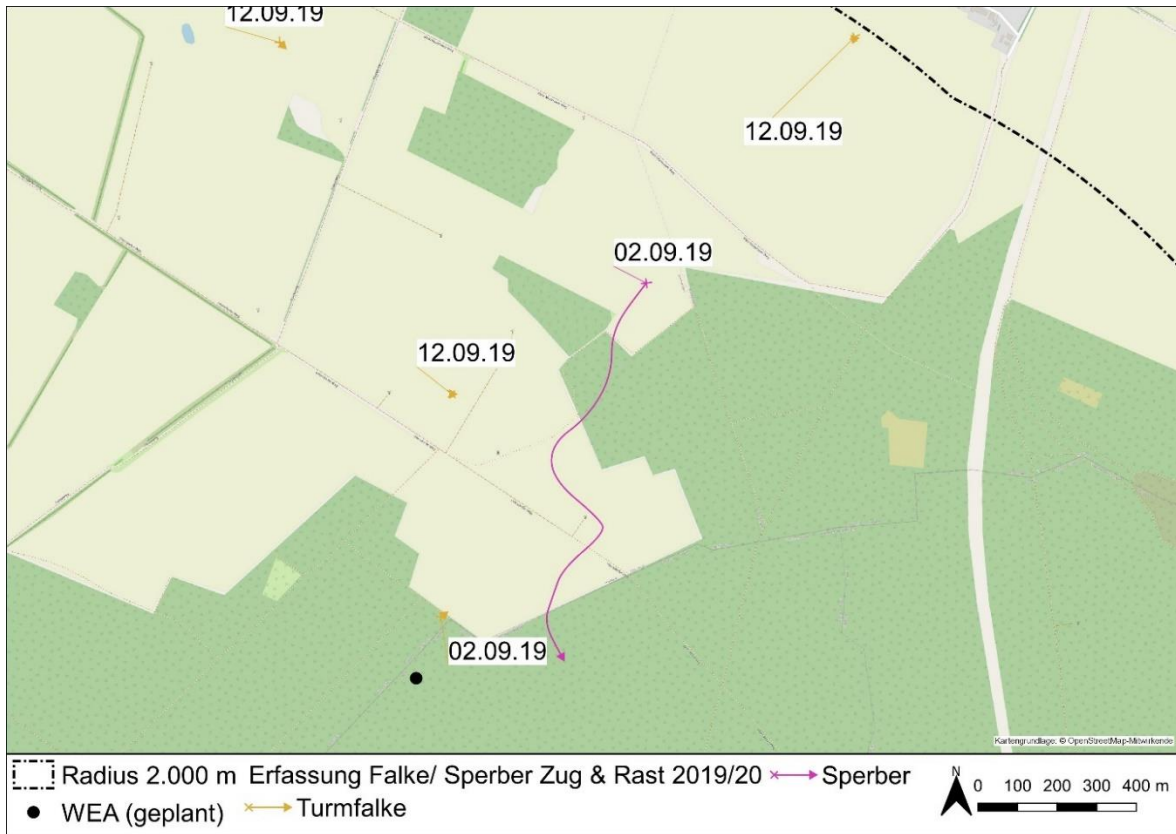 12.09.19
12.09.19
02.09.19
12.09.19
02.09.19
Kartengrundlage: © OpenStreetMap-Mitwirkende
Radius 2.000 m Erfassung Falke/ Sperber Zug & Rast 2019/20 Sperber
WEA (geplant) Turmfalke
N
0 100 200 300 400 m